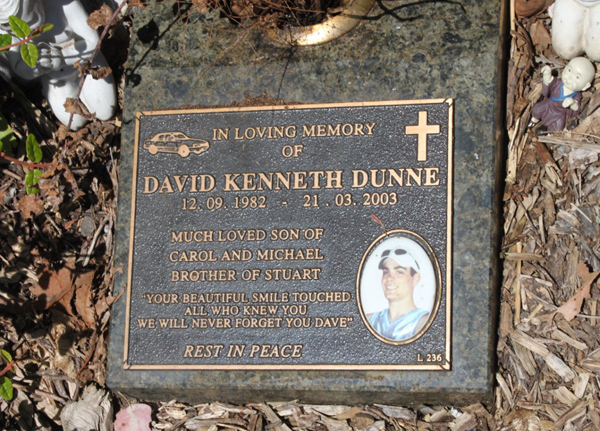 IN LOVING MEMORY
OF
DAVID KENNETH DUNNE
12.09.1982 - 21.03.2003
MUCH LOVED SON OF
CAROL AND MICHAEL
BROTHER OF STUART
"YOUR BEAUTIFUL SMILE TOUCHED
ALL WHO KNEW YOU
WE WILL NEVER FORGET YOU DAVE"
REST IN PEACE
L 236